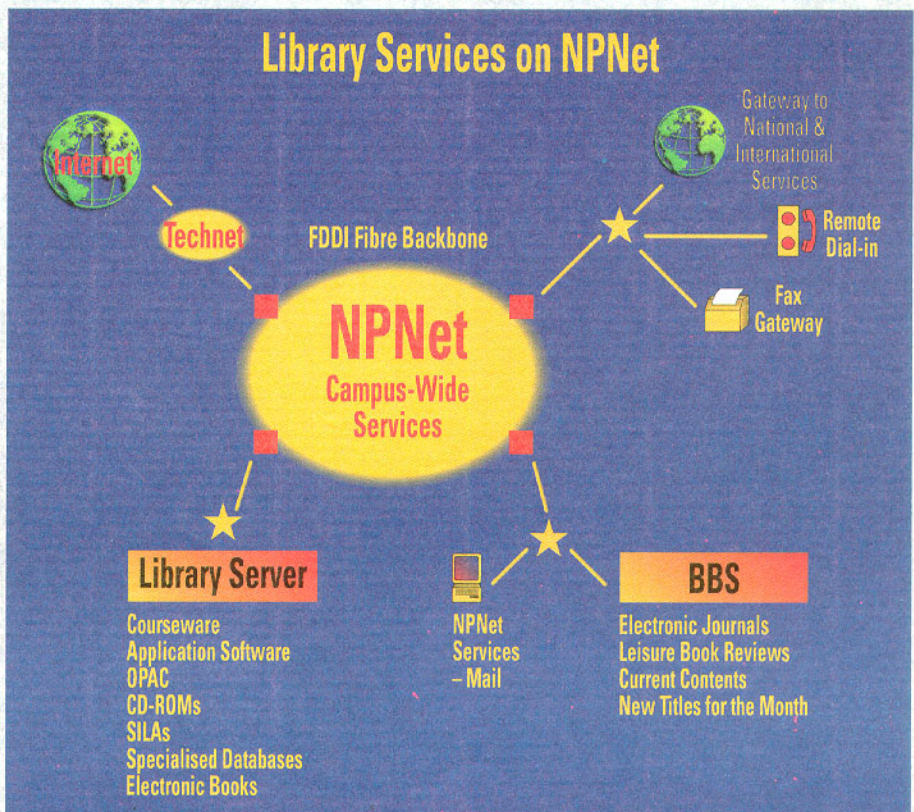 Library Services on NPNet
Internet
Technet
FDDI Fibre Backbone
Gateway to
National &
International
Services
Remote
Dial-in
Fax
Gateway
NPNet
Campus-Wide
Services
Library Server
Courseware
Application Software
OPAC
CD-ROMs
SILAs
Specialised Databases
Electronic Books
NPNet
Services
– Mail
BBS
Electronic Journals
Leisure Book Reviews
Current Contents
New Titles for the Month